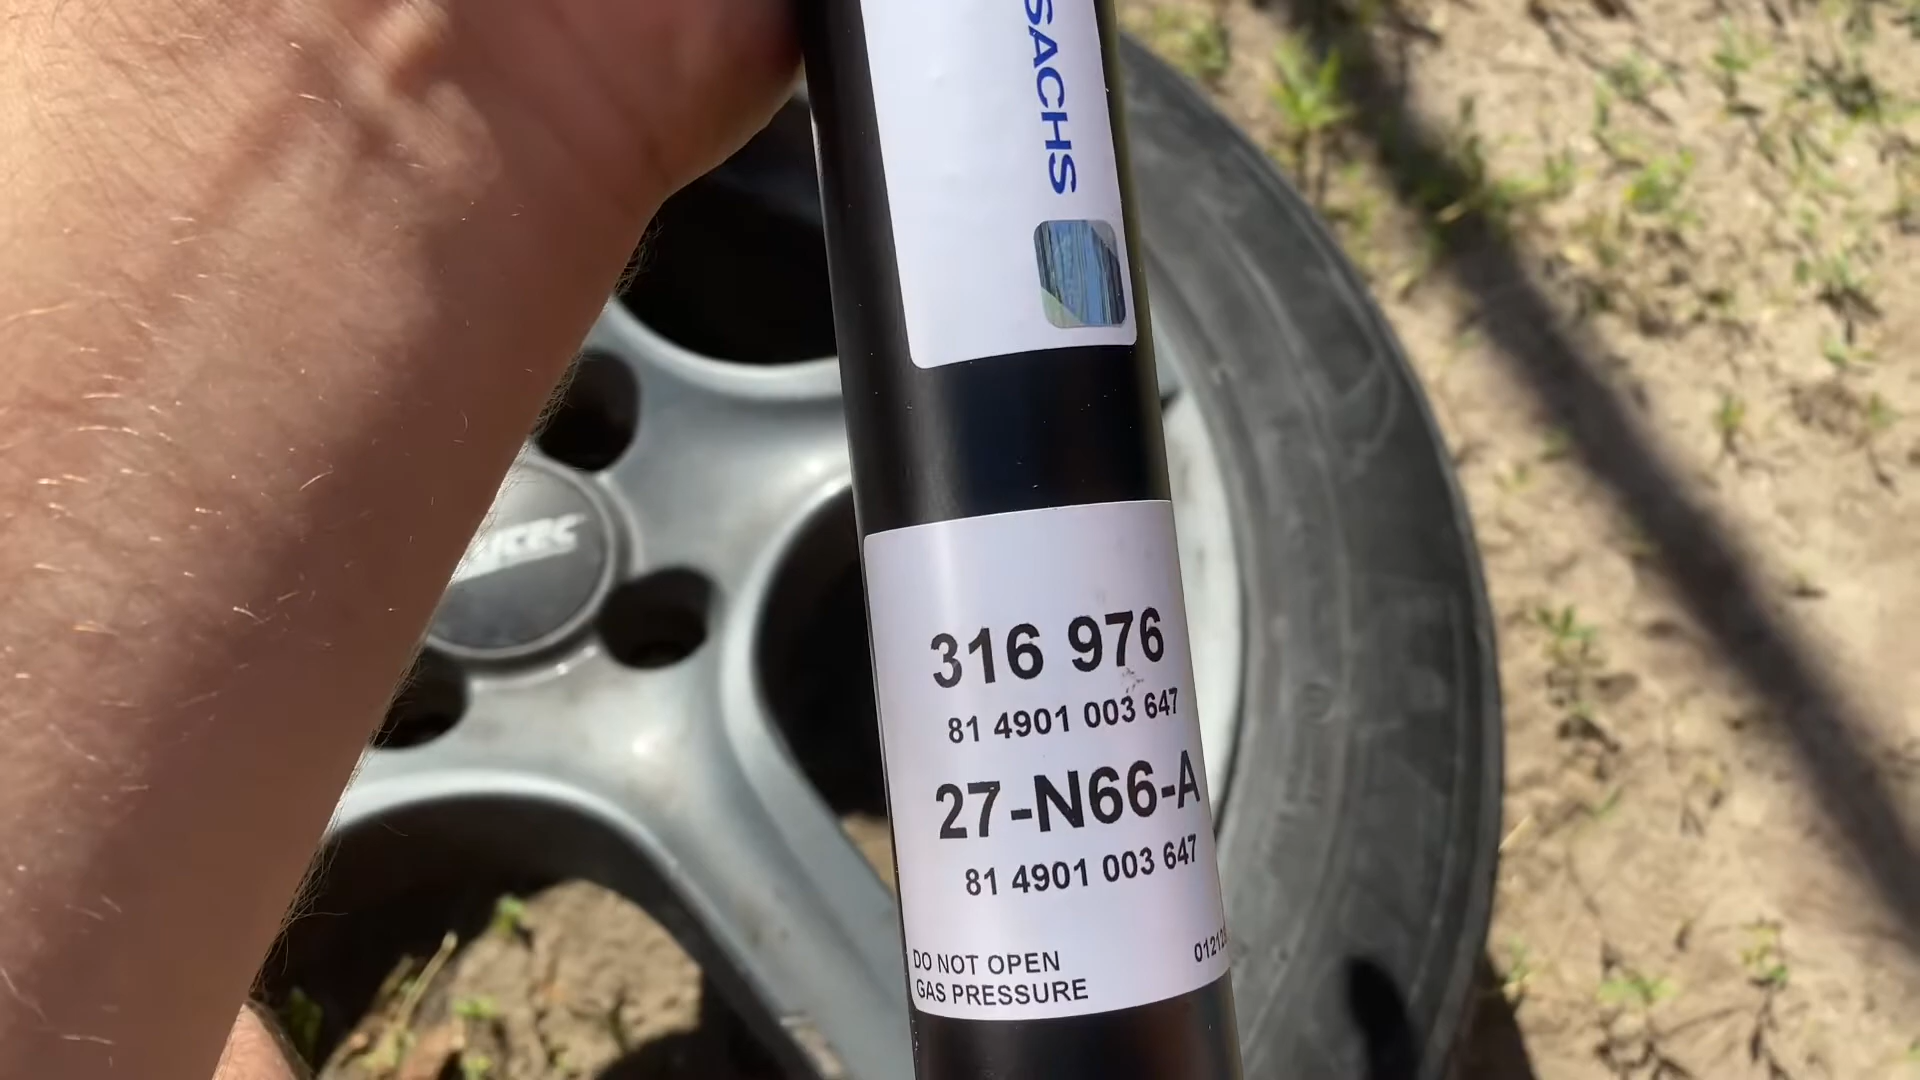 SACHS
316 976
81 4901 003 647
27-N66-A
81 4901 003 647
DO NOT OPEN
GAS PRESSURE